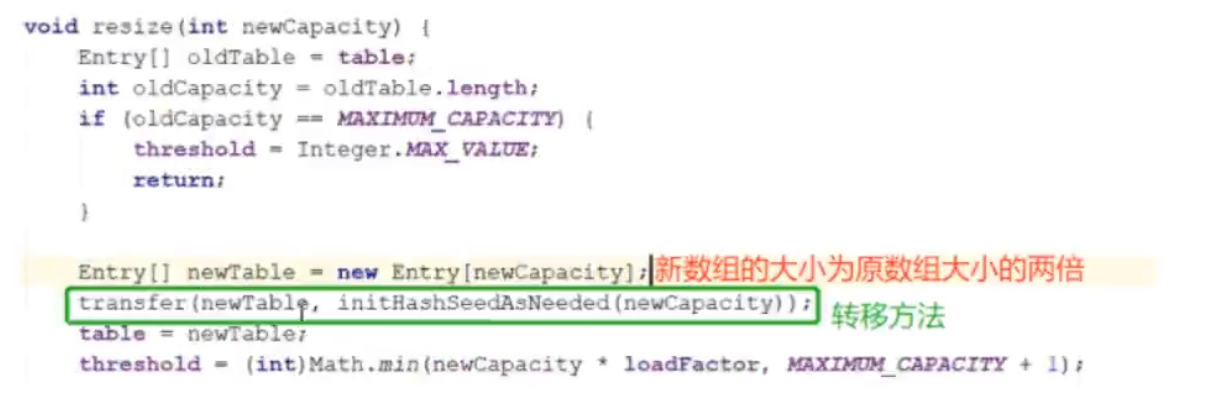 void resize(int newCapacity) {
Entry[] oldTable = table;
int oldCapacity = oldTable.length;
if (oldCapacity == MAXIMUM_CAPACITY) {
threshold = Integer.MAX_VALUE;
return;
}
Entry[] newTable = new Entry[newCapacity];新数组的大小为原数组大小的两倍
transfer(newTable, initHashSeedAsNeeded(newCapacity)); 转移方法
table = newTable;
threshold = (int)Math.min(newCapacity * loadFactor, MAXIMUM_CAPACITY + 1);